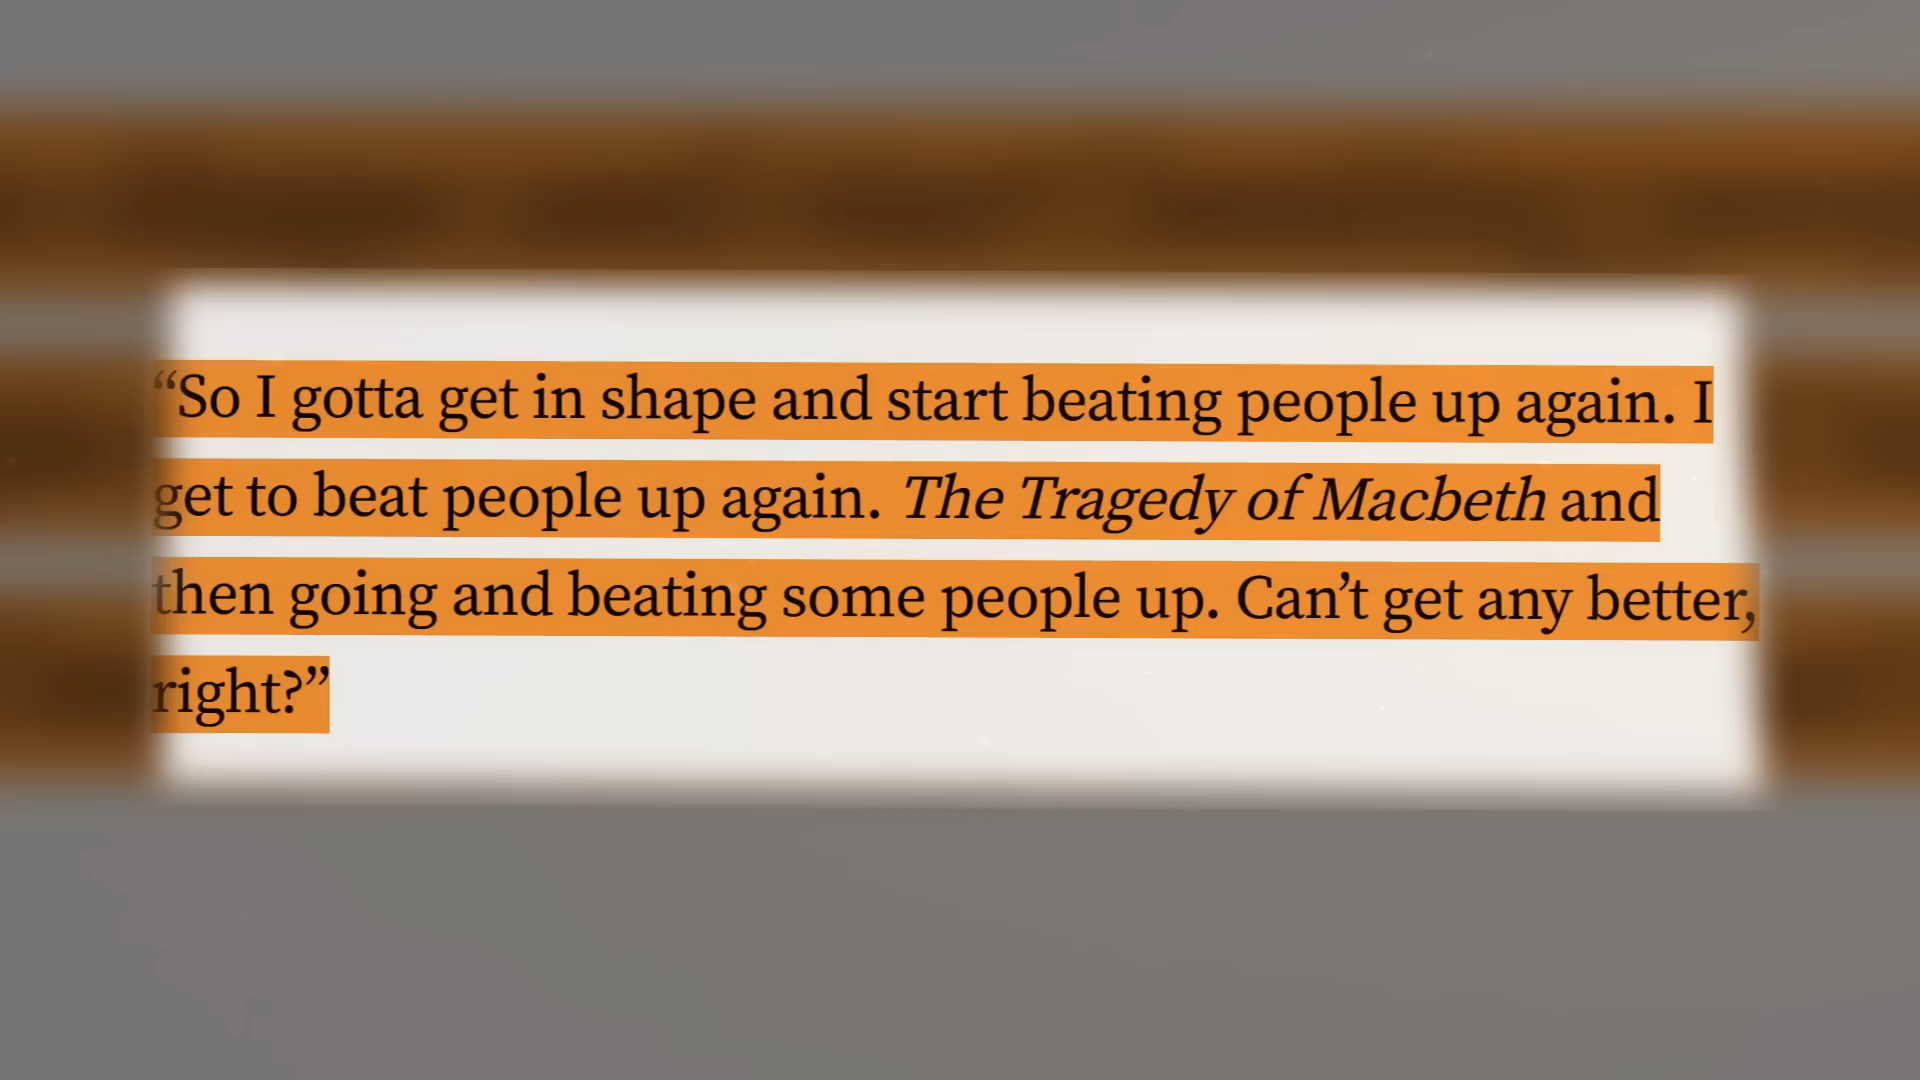 “So I gotta get in shape and start beating people up again. I
get to beat people up again. The Tragedy of Macbeth and
then going and beating some people up. Can’t get any better,
right?”